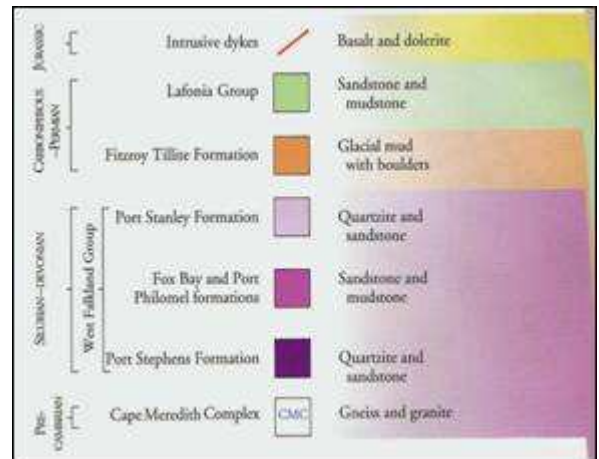 JURASSIC
Intrusive dykes
Basalt and dolerite
CARBONIFEROUS
–PERMIAN
Lafonia Group
Sandstone and
mudstone
Fitzroy Tillite Formation
Glacial mud
with boulders
SILURIAN–DEVONIAN
West Falkland Group
Port Stanley Formation
Quartzite and
sandstone
Fox Bay and Port
Philomel formations
Sandstone and
mudstone
Port Stephens Formation
Quartzite and
sandstone
PRE-
CAMBRIAN
Cape Meredith Complex
CMC
Gneiss and granite